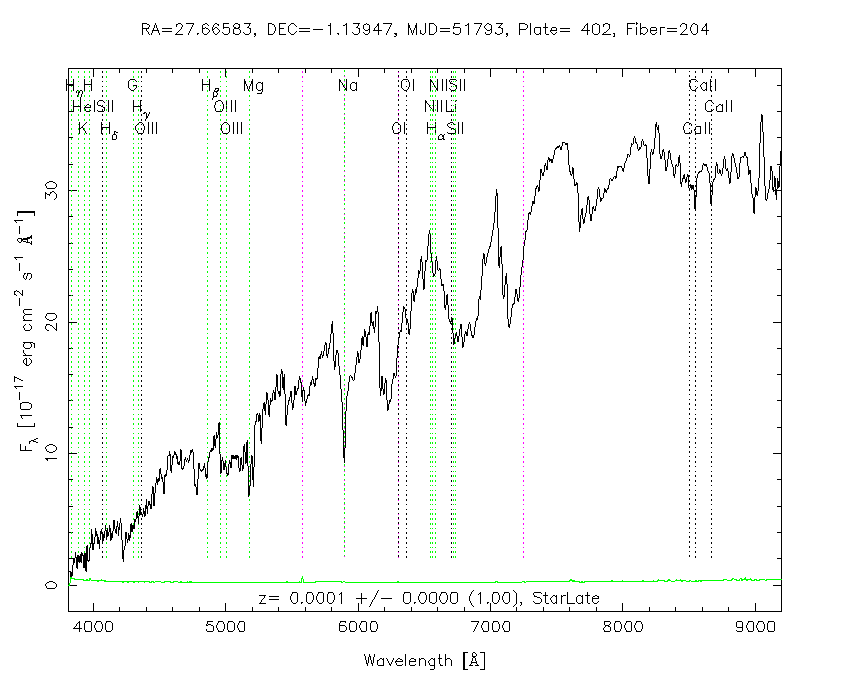 RA=27.66583, DEC=−1.13947, MJD=51793, Plate= 402, Fiber=204
Hη H G Hβ Mg Na OI NII SII CaII
HeI SII Hγ OIII NII Li CaII
K Hδ OIII OIII OI Hα SII CaII
30
20
10
0
Fλ [10−17 erg cm−2 s−1 Å−1]
z= 0.0001 +/− 0.0000 (1.00), StarLate
4000 5000 6000 7000 8000 9000
Wavelength [Å]